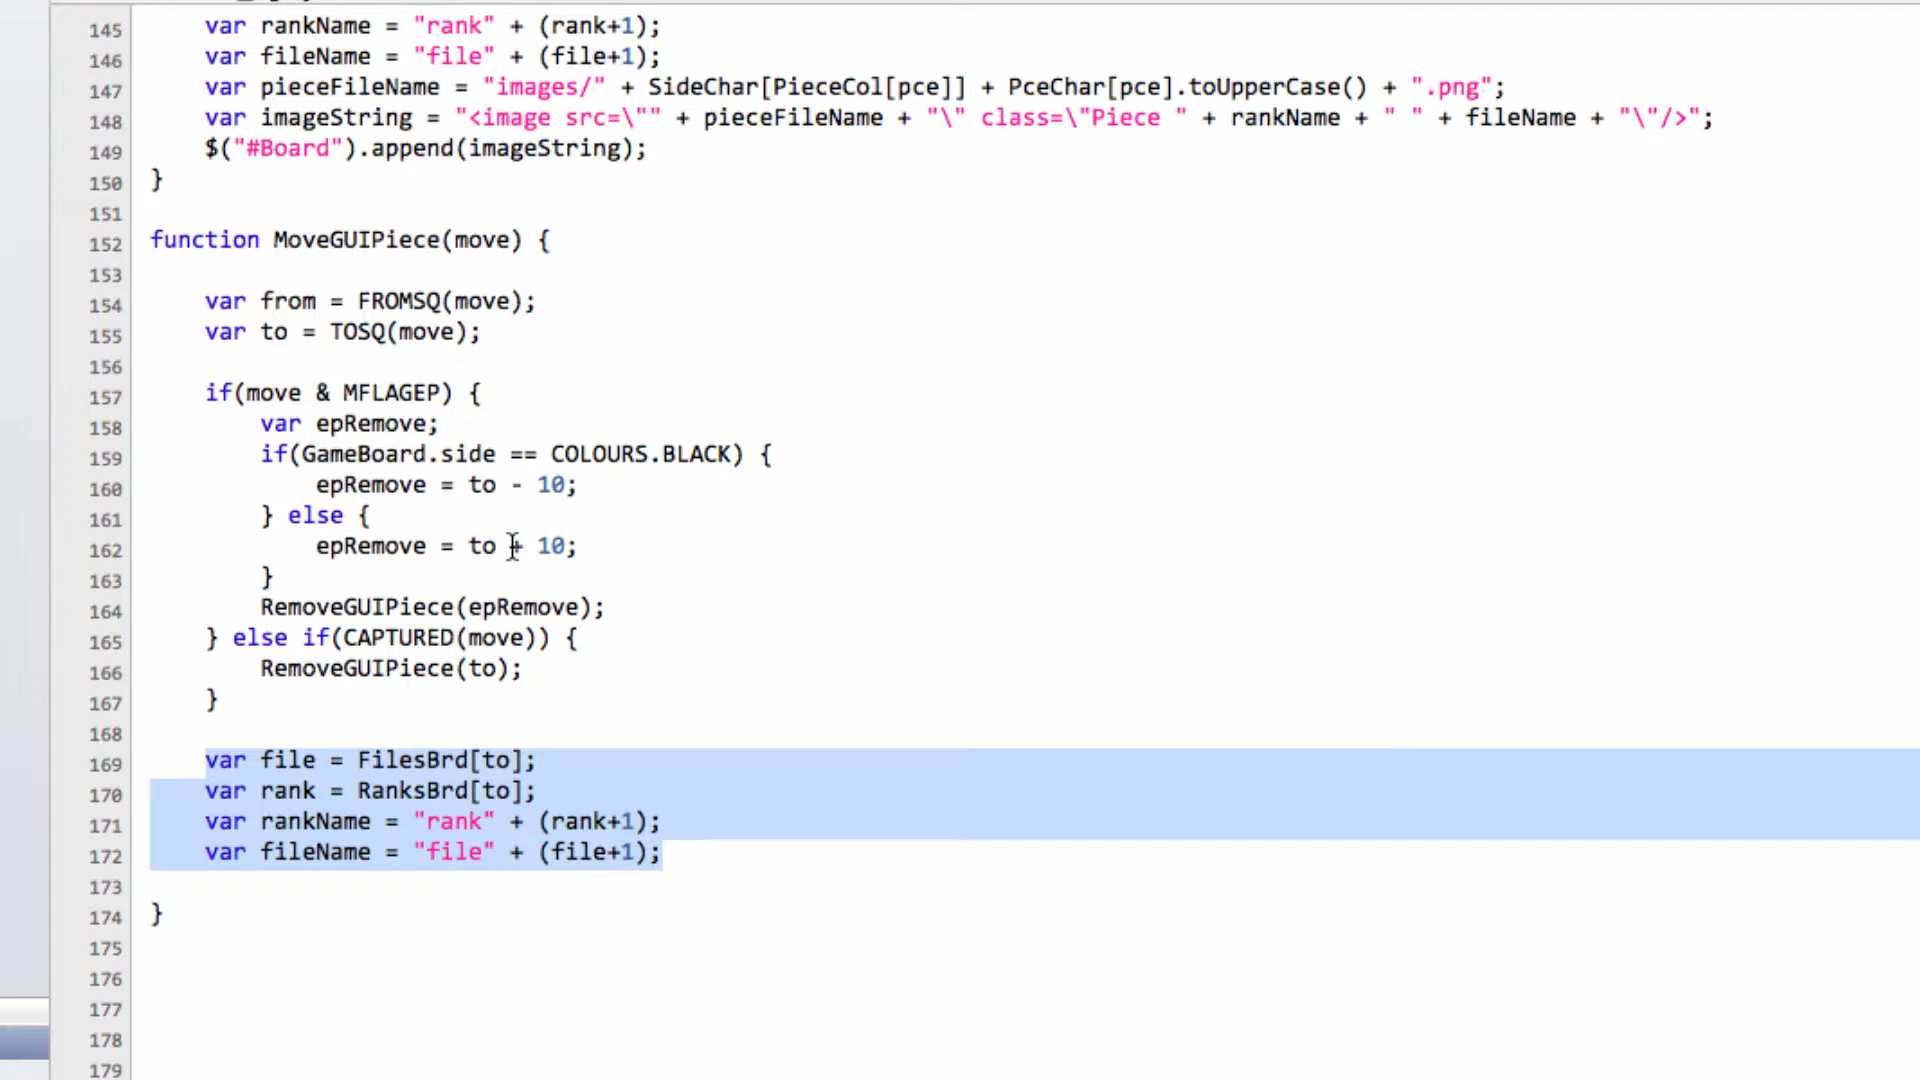 145 var rankName = "rank" + (rank+1);
146 var fileName = "file" + (file+1);
147 var pieceFileName = "images/" + SideChar[PieceCol[pce]] + PceChar[pce].toUpperCase() + ".png";
148 var imageString = "<image src=\"" + pieceFileName + "\" class=\"Piece " + rankName + " " + fileName + "\"/>";
149 $("#Board").append(imageString);
150 }
151
152 function MoveGUIPiece(move) {
153
154 var from = FROMSQ(move);
155 var to = TOSQ(move);
156
157 if(move & MFLAGEP) {
158 var epRemove;
159 if(GameBoard.side == COLOURS.BLACK) {
160 epRemove = to - 10;
161 } else {
162 epRemove = to + 10;
163 }
164 RemoveGUIPiece(epRemove);
165 } else if(CAPTURED(move)) {
166 RemoveGUIPiece(to);
167 }
168
169 var file = FilesBrd[to];
170 var rank = RanksBrd[to];
171 var rankName = "rank" + (rank+1);
172 var fileName = "file" + (file+1);
173
174 }
175
176
177
178
179